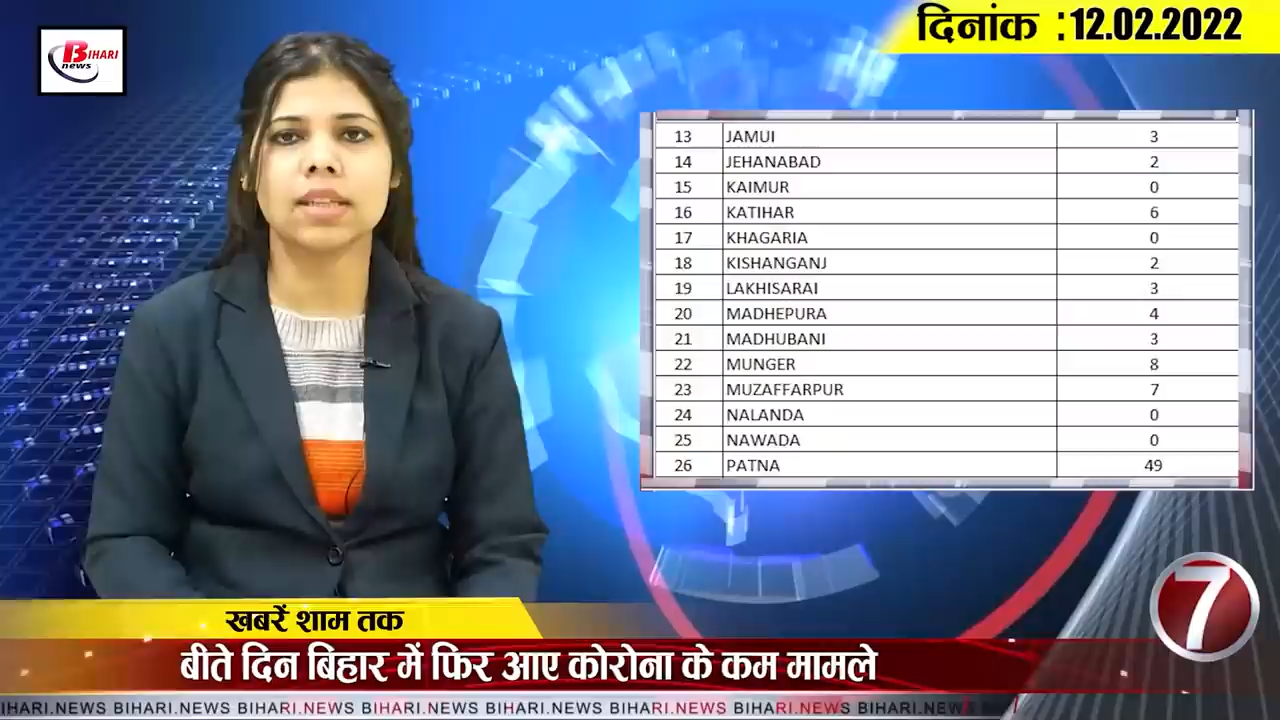 BIHARI
news
दिनांक :12.02.2022
13 JAMUI 3
14 JEHANABAD 2
15 KAIMUR 0
16 KATIHAR 6
17 KHAGARIA 0
18 KISHANGANJ 2
19 LAKHISARAI 3
20 MADHEPURA 4
21 MADHUBANI 3
22 MUNGER 8
23 MUZAFFARPUR 7
24 NALANDA 0
25 NAWADA 0
26 PATNA 49
7
खबरें शाम तक
बीते दिन बिहार में फिर आए कोरोना के कम मामले
IHARI.NEWS BIHARI.NEWS BIHARI.NEWS BIHARI.NEWS BIHARI.NEWS BIHARI.NEWS BIHARI.NEWS BIHARI.NEWS